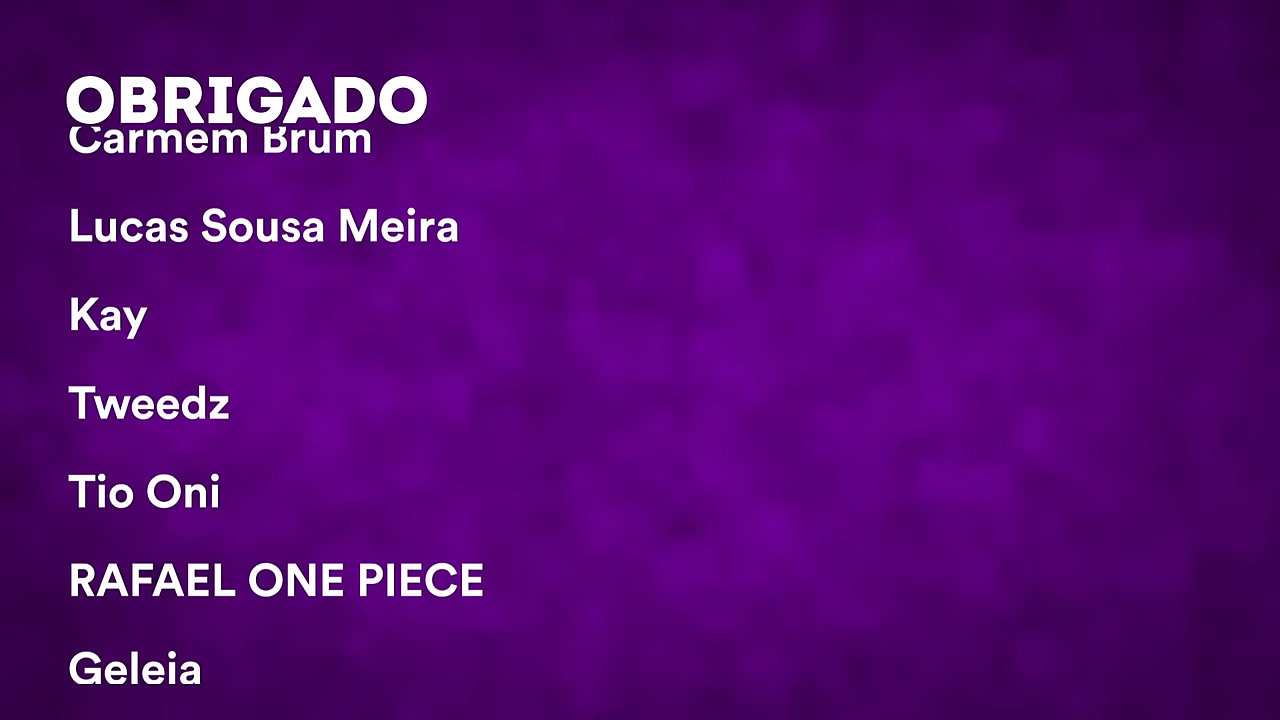 OBRIGADO
Carmem Brum
Lucas Sousa Meira
Kay
Tweedz
Tio Oni
RAFAEL ONE PIECE
Geleia